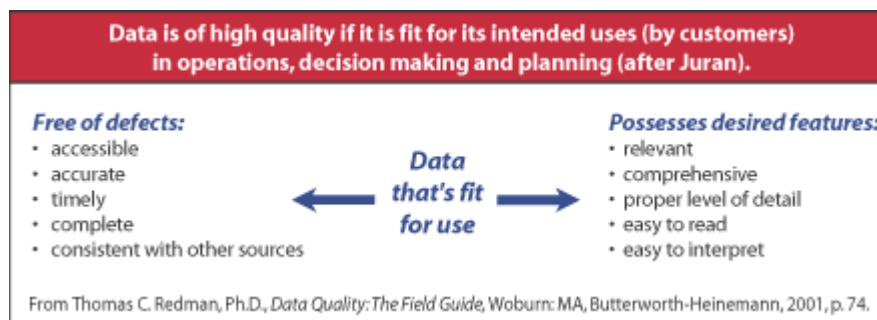 Data is of high quality if it is fit for its intended uses (by customers)
in operations, decision making and planning (after Juran).
Free of defects:
• accessible
• accurate
• timely
• complete
• consistent with other sources
Data
that's fit
for use
Possesses desired features:
• relevant
• comprehensive
• proper level of detail
• easy to read
• easy to interpret
From Thomas C. Redman, Ph.D., Data Quality: The Field Guide, Woburn: MA, Butterworth-Heinemann, 2001, p. 74.